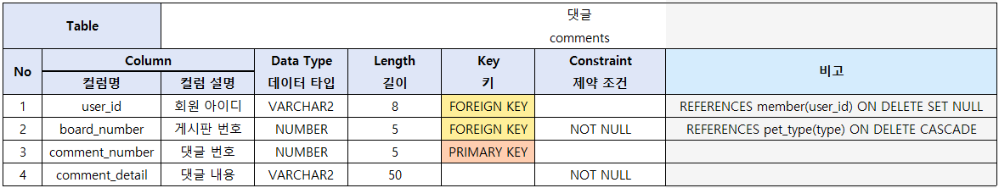 Table 댓글
comments
No Column Data Type Length Key Constraint 비고
컬럼명 컬럼 설명 데이터 타입 길이 키 제약 조건
1 user_id 회원 아이디 VARCHAR2 8 FOREIGN KEY REFERENCES member(user_id) ON DELETE SET NULL
2 board_number 게시판 번호 NUMBER 5 FOREIGN KEY NOT NULL REFERENCES pet_type(type) ON DELETE CASCADE
3 comment_number 댓글 번호 NUMBER 5 PRIMARY KEY
4 comment_detail 댓글 내용 VARCHAR2 50 NOT NULL